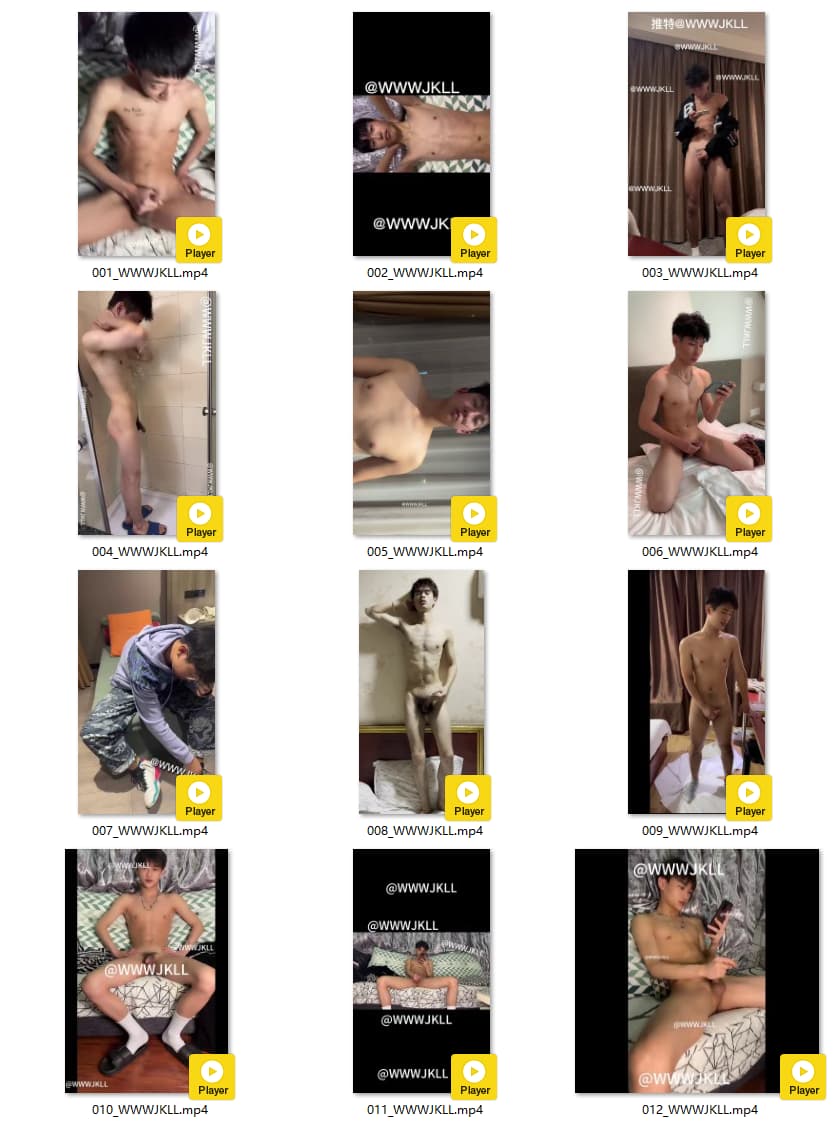 @WWWJKLL
Player
001_WWWJKLL.mp4
@WWWJKLL
Player
002_WWWJKLL.mp4
推特@WWWJKLL
@WWWJKLL
@WWWJKLL
@WWWJKLL
@WWWJKLL
Player
003_WWWJKLL.mp4
@WWWJKLL
Player
004_WWWJKLL.mp4
@WWWJKLL
Player
005_WWWJKLL.mp4
@WWWJKLL
@WWWJKLL
Player
006_WWWJKLL.mp4
Player
007_WWWJKLL.mp4
Player
008_WWWJKLL.mp4
Player
009_WWWJKLL.mp4
@WWWJKLL
@WWWJKLL
@WWWJKLL
@WWWJKLL
Player
010_WWWJKLL.mp4
@WWWJKLL
@WWWJKLL
@WWWJKLL
@WWWJKLL
@WWWJKLL
Player
011_WWWJKLL.mp4
@WWWJKLL
@WWWJKLL
@WWWJKLL
Player
012_WWWJKLL.mp4